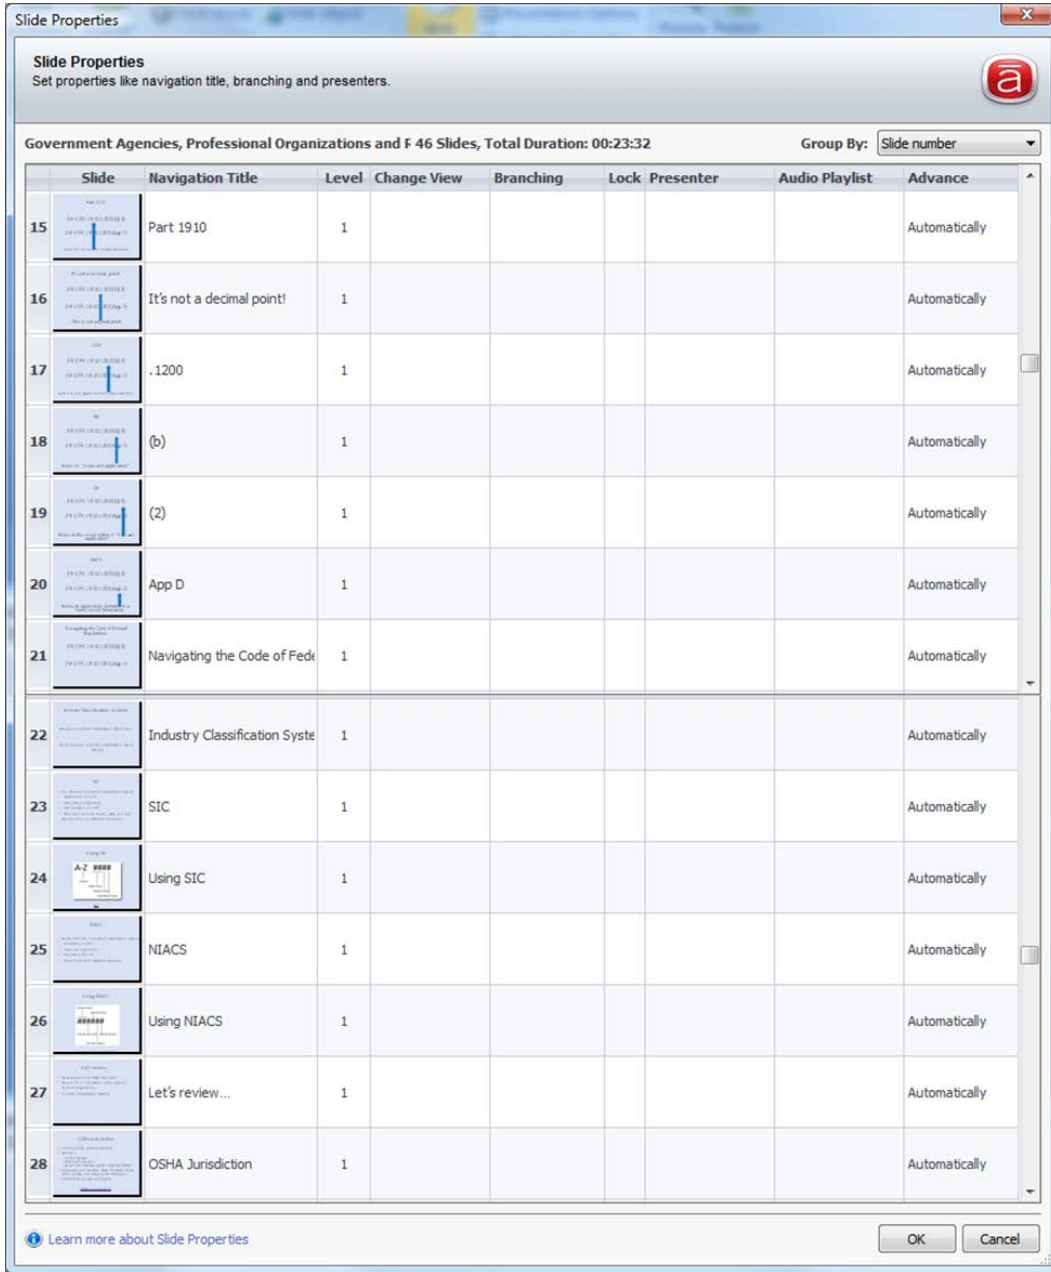 Slide Properties
Slide Properties
Set properties like navigation title, branching and presenters.
Government Agencies, Professional Organizations and F 46 Slides, Total Duration: 00:23:32 Group By: Slide number
Slide Navigation Title Level Change View Branching Lock Presenter Audio Playlist Advance
15 Part 1910 1 Automatically
16 It's not a decimal point! 1 Automatically
17 .1200 1 Automatically
18 (b) 1 Automatically
19 (2) 1 Automatically
20 App D 1 Automatically
21 Navigating the Code of Fede 1 Automatically
22 Industry Classification Syste 1 Automatically
23 SIC 1 Automatically
24 A-Z #### Using SIC 1 Automatically
25 NIACS 1 Automatically
26 ###### Using NIACS 1 Automatically
27 Let's review... 1 Automatically
28 OSHA Jurisdiction 1 Automatically
Learn more about Slide Properties OK Cancel